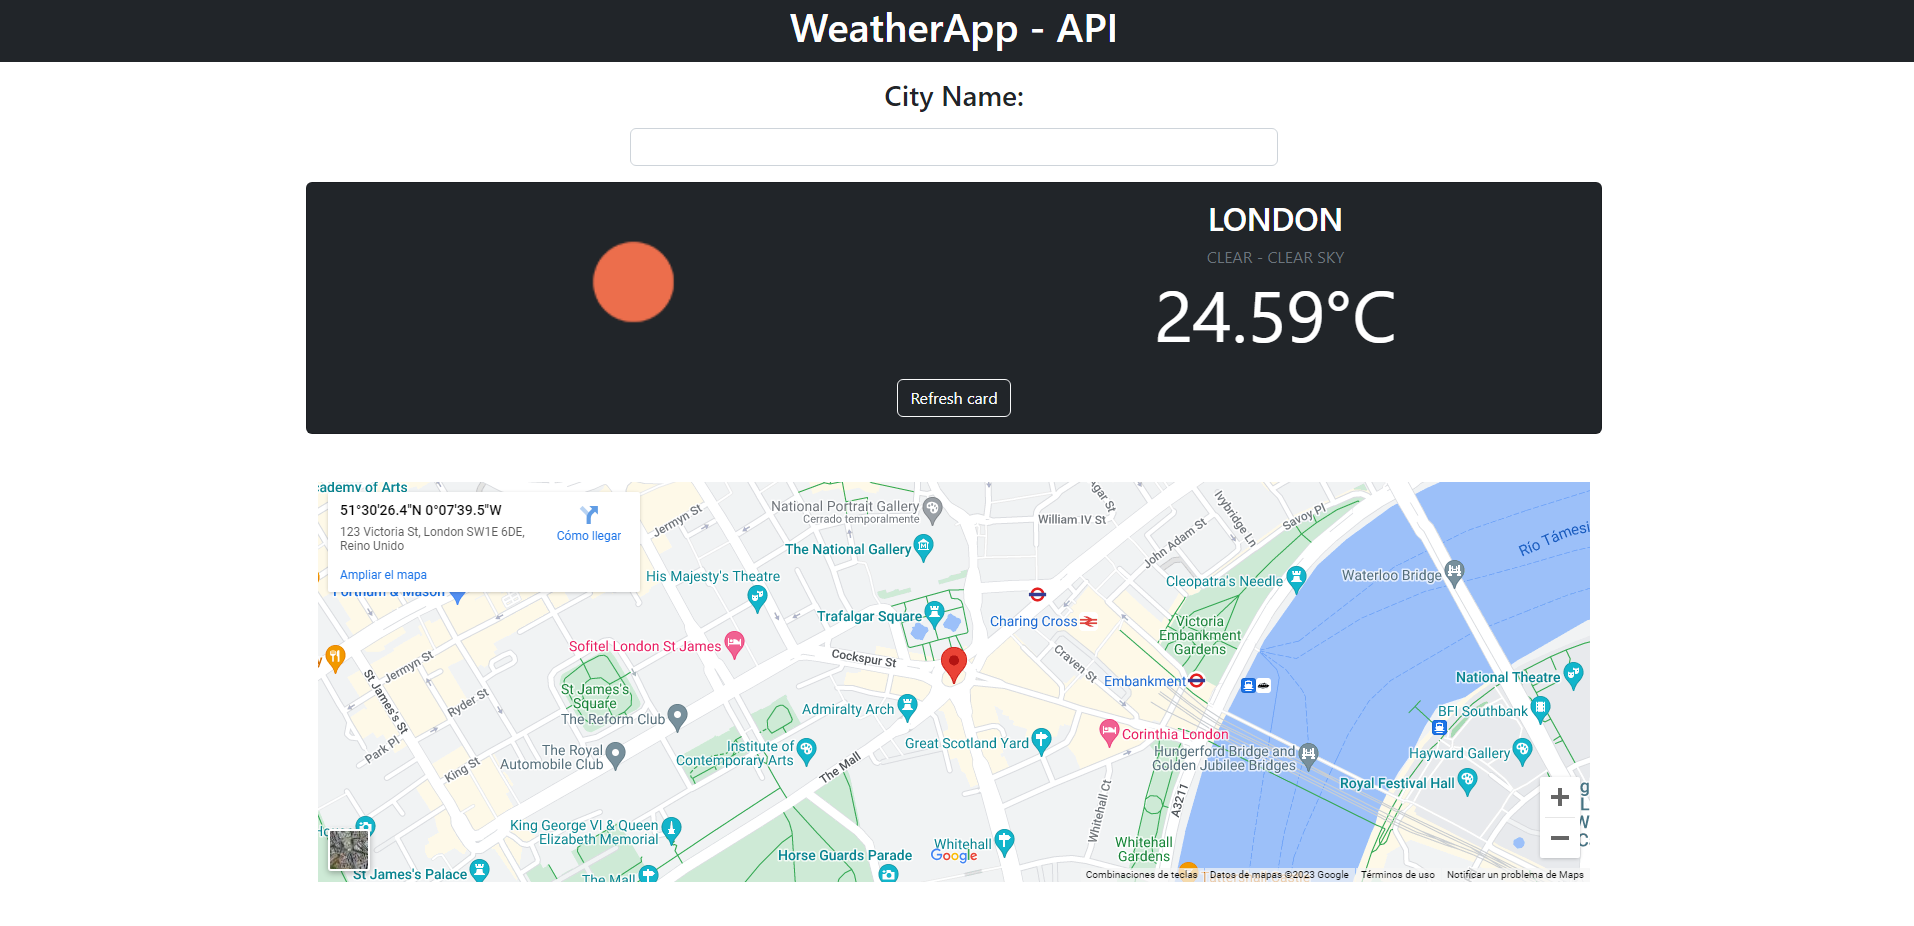 WeatherApp - API
City Name:
LONDON
CLEAR - CLEAR SKY
24.59°C
Refresh card
51°30'26.4"N 0°07'39.5"W
123 Victoria St, London SW1E 6DE,
Reino Unido
Cómo llegar
Ampliar el mapa
National Portrait Gallery
Cerrado temporalmente
William IV St
Ivybridge Ln
Savoy Pl
Jermyn St
The National Gallery
John Adam St
Río Támesi
His Majesty's Theatre
Cleopatra's Needle
Waterloo Bridge
Trafalgar Square
Charing Cross
Victoria
Embankment
Gardens
Sofitel London St James
Cockspur St
Craven St
Jermyn St
St James's St
Ryder St
St James's
Square
Embankment
National Theatre
The Reform Club
Admiralty Arch
BFI Southbank
Park Pl
The Royal
Automobile Club
Institute of
Contemporary Arts
Great Scotland Yard
Corinthia London
Hungerford Bridge and
Golden Jubilee Bridges
Hayward Gallery
King St
The Mall
Royal Festival Hall
A3211
Whitehall Ct
King George VI & Queen
Elizabeth Memorial
Whitehall
Whitehall
Gardens
Horse Guards Parade
Google
St James's Palace
The Mall
Combinaciones de teclas
Datos de mapas ©2023 Google
Términos de uso
Notificar un problema de Maps